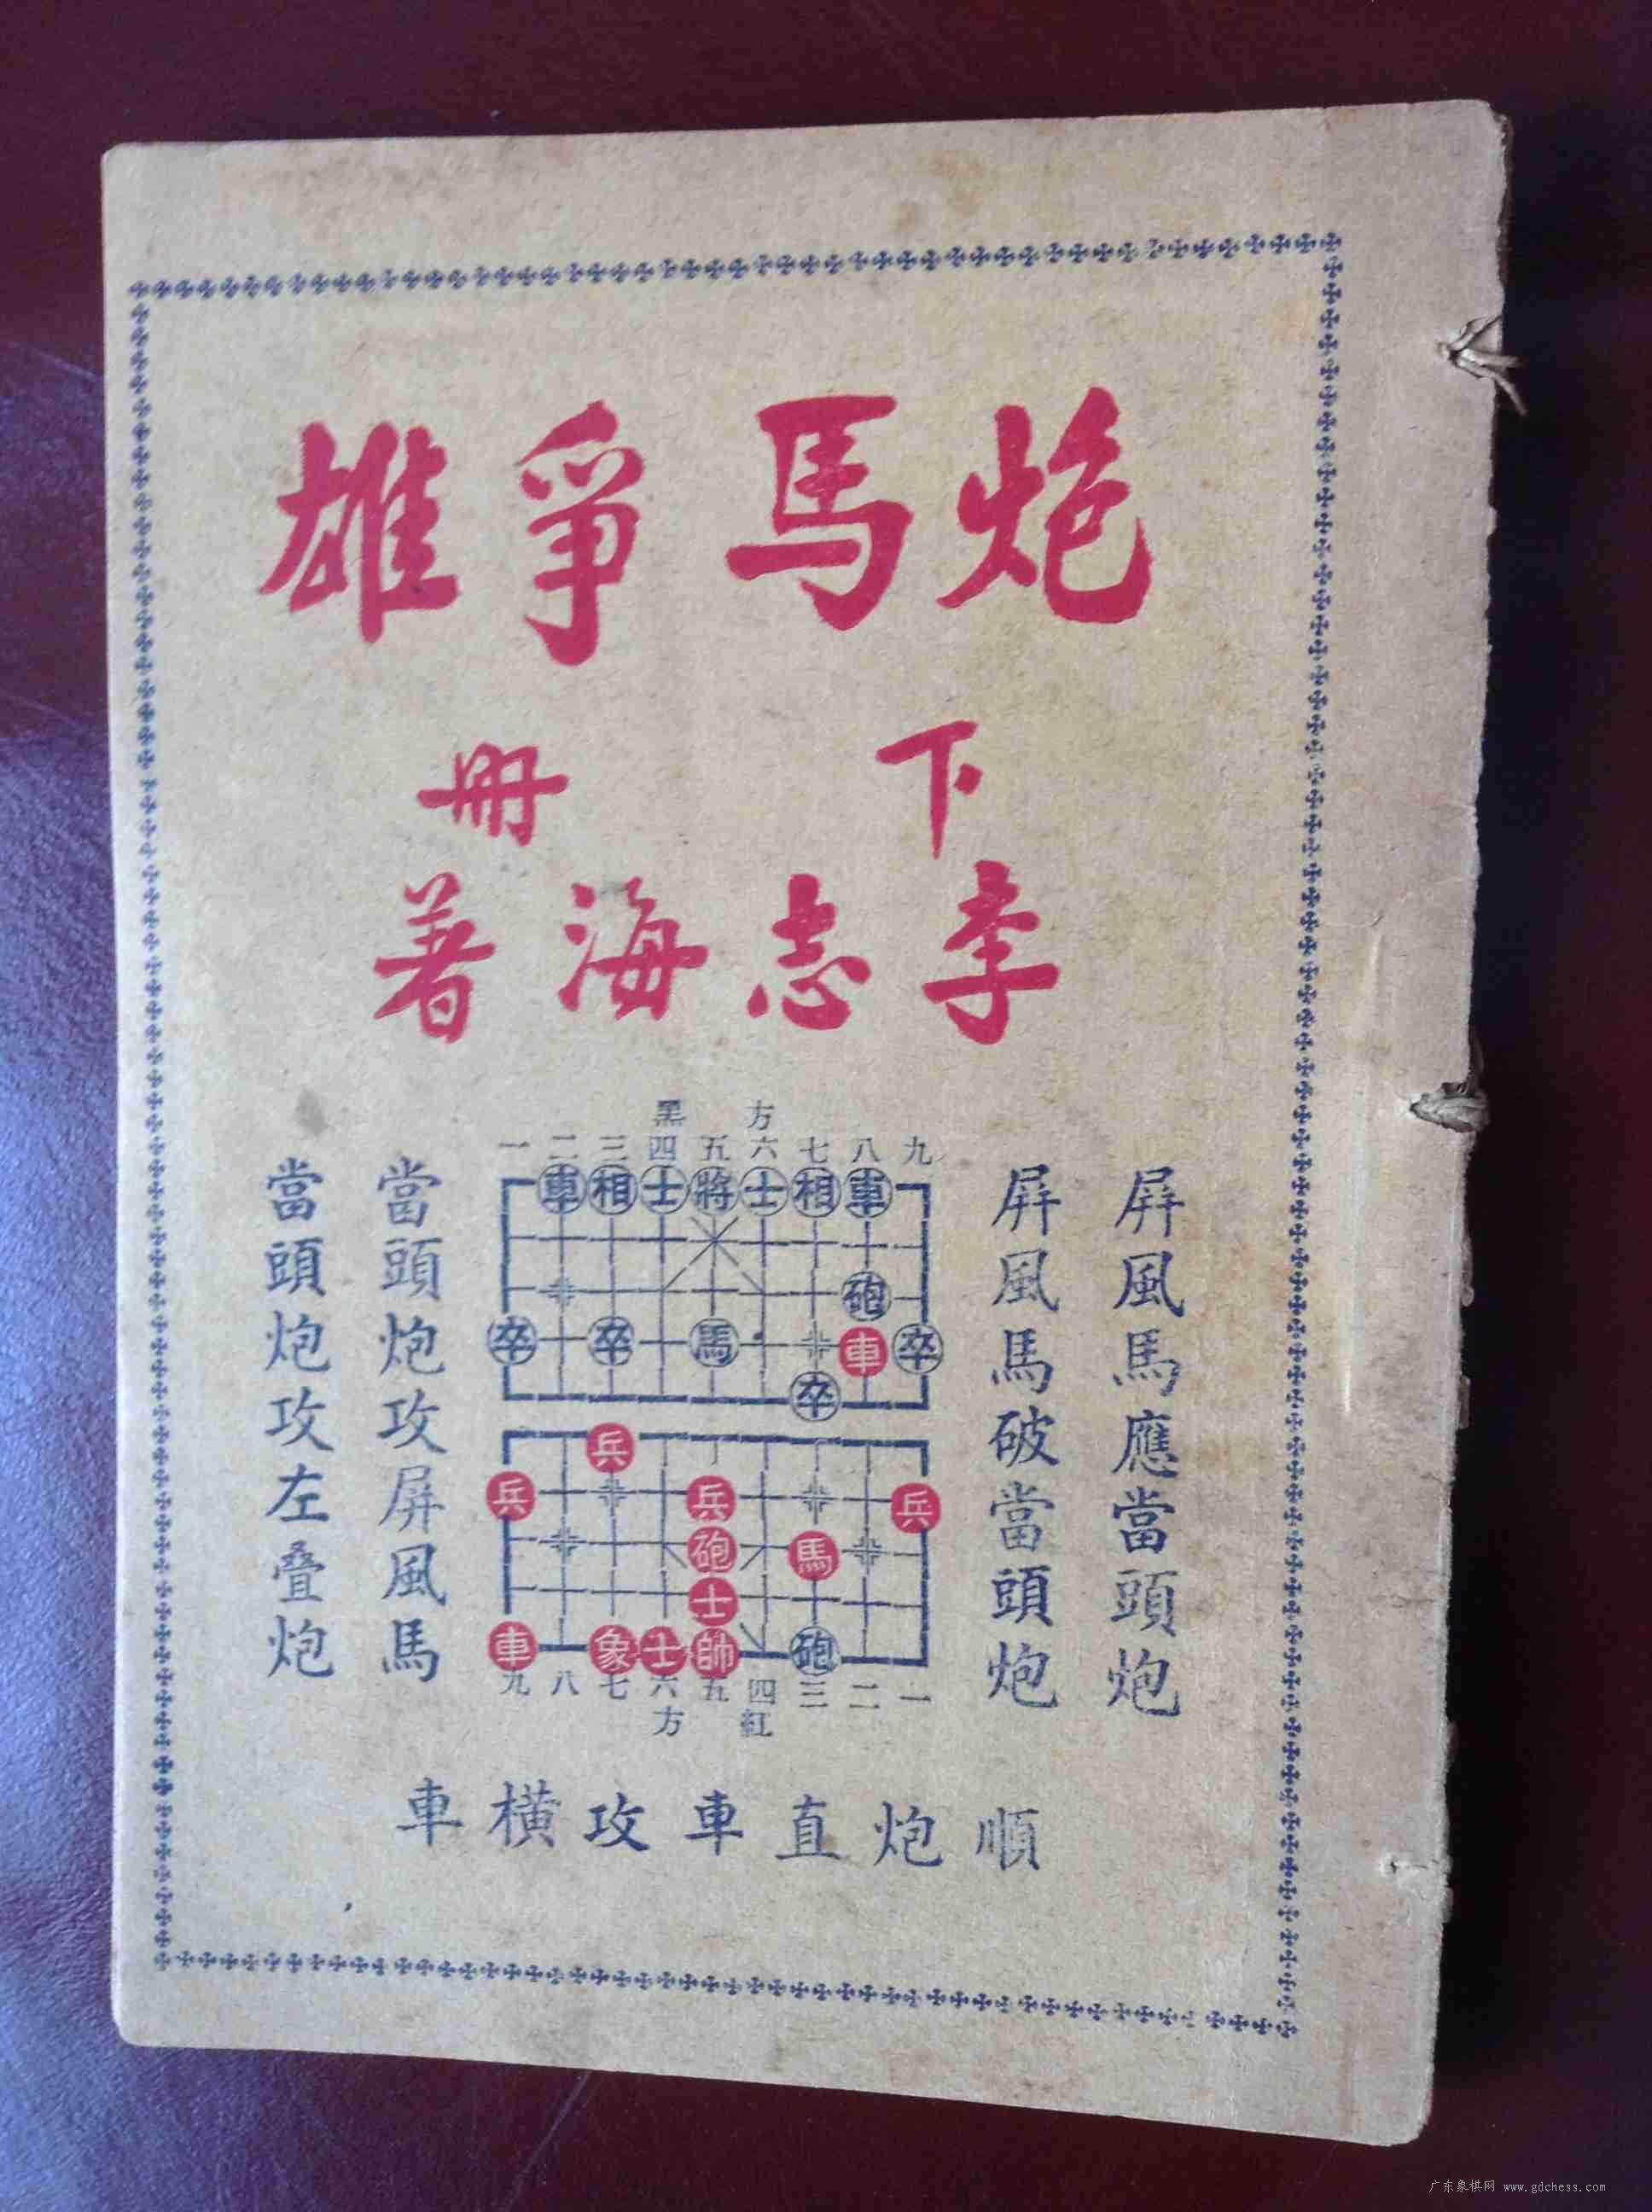 炮馬爭雄
下冊
李志海著
屏風馬應當頭炮
屏風馬破當頭炮
黑方
一二三四五六七八九
車相士將士相車
砲
卒卒馬車卒
卒
兵
兵兵兵
砲馬
士
車象士帥砲
九八七六五四三二一
紅方
當頭炮攻屏風馬
當頭炮攻左叠炮
順炮直車攻橫車
广东象棋网 www.gdchess.com